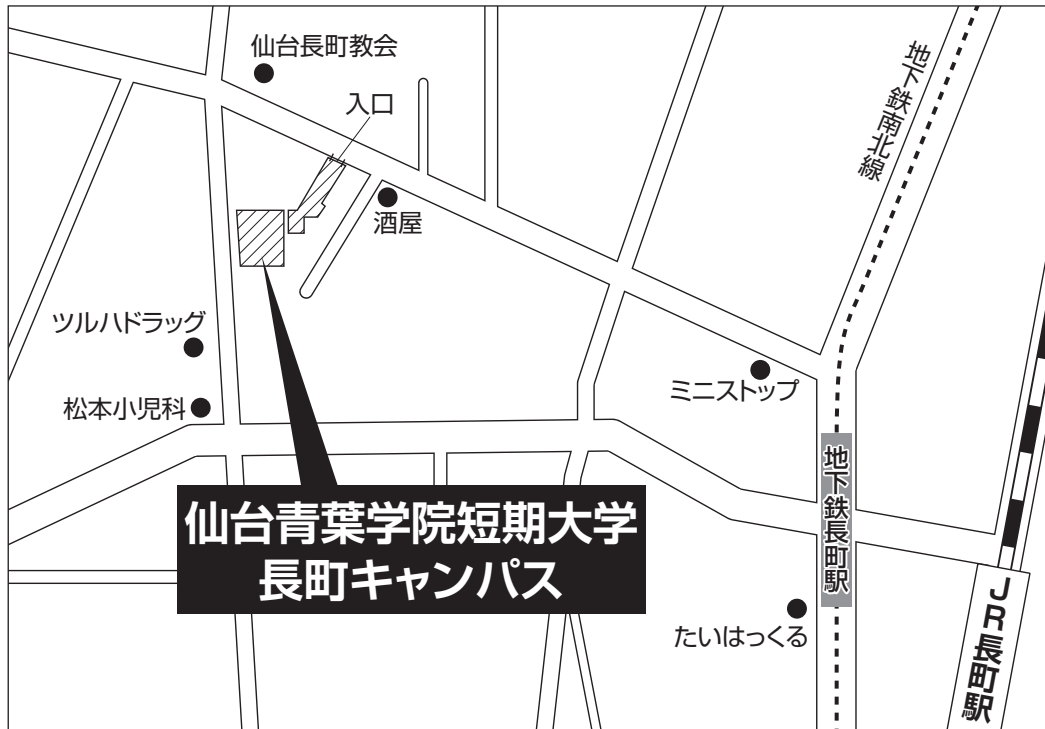 仙台長町教会
入口
地下鉄南北線
酒屋
ツルハドラッグ
ミニストップ
松本小児科
地下鉄長町駅
仙台青葉学院短期大学
長町キャンパス
JR長町駅
たいはっくる